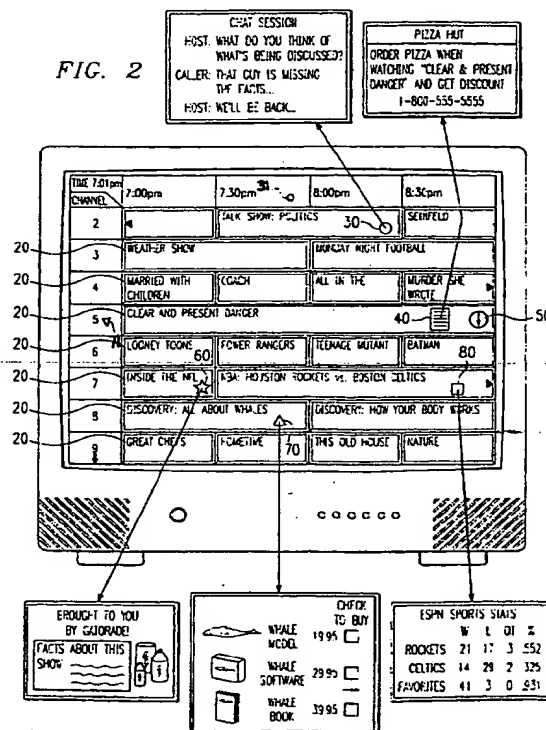 FIG. 2
CHAT SESSION
HOST: WHAT DO YOU THINK OF
WHAT'S BEING DISCUSSED?
CALLER: THAT GUY IS MISSING
THE FACTS...
HOST: WE'LL BE BACK...
PIZZA HUT
ORDER PIZZA WHEN
WATCHING "CLEAR & PRESENT
DANGER" AND GET DISCOUNT
1-800-555-5555
TIME 7:01pm
CHANNEL
7:00pm
7:30pm
31
8:00pm
8:30pm
2
TALK SHOW: POLITICS
30
SEINFELD
20
3
WEATHER SHOW
MONDAY NIGHT FOOTBALL
20
4
MARRIED WITH
CHILDREN
COACH
ALL IN THE
MURDER SHE
WROTE
20
5
CLEAR AND PRESENT DANGER
40
50
20
6
LOONEY TOONS
60
POWER RANGERS
TEENAGE MUTANT
BATMAN
80
20
7
INSIDE THE NFL
NBA: HOUSTON ROCKETS vs. BOSTON CELTICS
20
8
DISCOVERY: ALL ABOUT WHALES
DISCOVERY: HOW YOUR BODY WORKS
20
9
GREAT CHEFS
HOMETIME
70
THIS OLD HOUSE
NATURE
BROUGHT TO YOU
BY GATORADE!
FACTS ABOUT THIS
SHOW
CHECK
TO BUY
WHALE
MODEL
19.95
WHALE
SOFTWARE
29.95
WHALE
BOOK
39.95
ESPN SPORTS STATS
W L OT %
ROCKETS 21 17 3 .552
CELTICS 14 29 2 .325
FAVORITES 41 3 0 .931